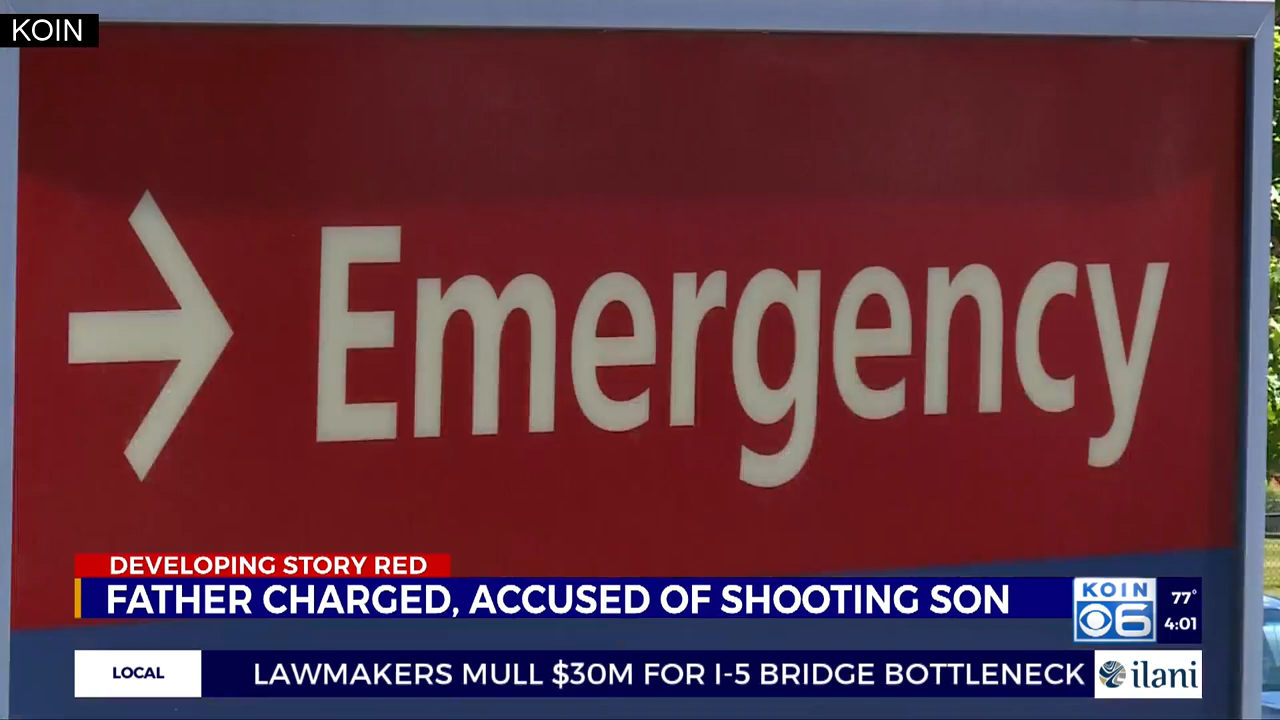 KOIN
Emergency
DEVELOPING STORY RED
FATHER CHARGED, ACCUSED OF SHOOTING SON
KOIN
6
77°
4:01
LOCAL
LAWMAKERS MULL $30M FOR I-5 BRIDGE BOTTLENECK
ilani